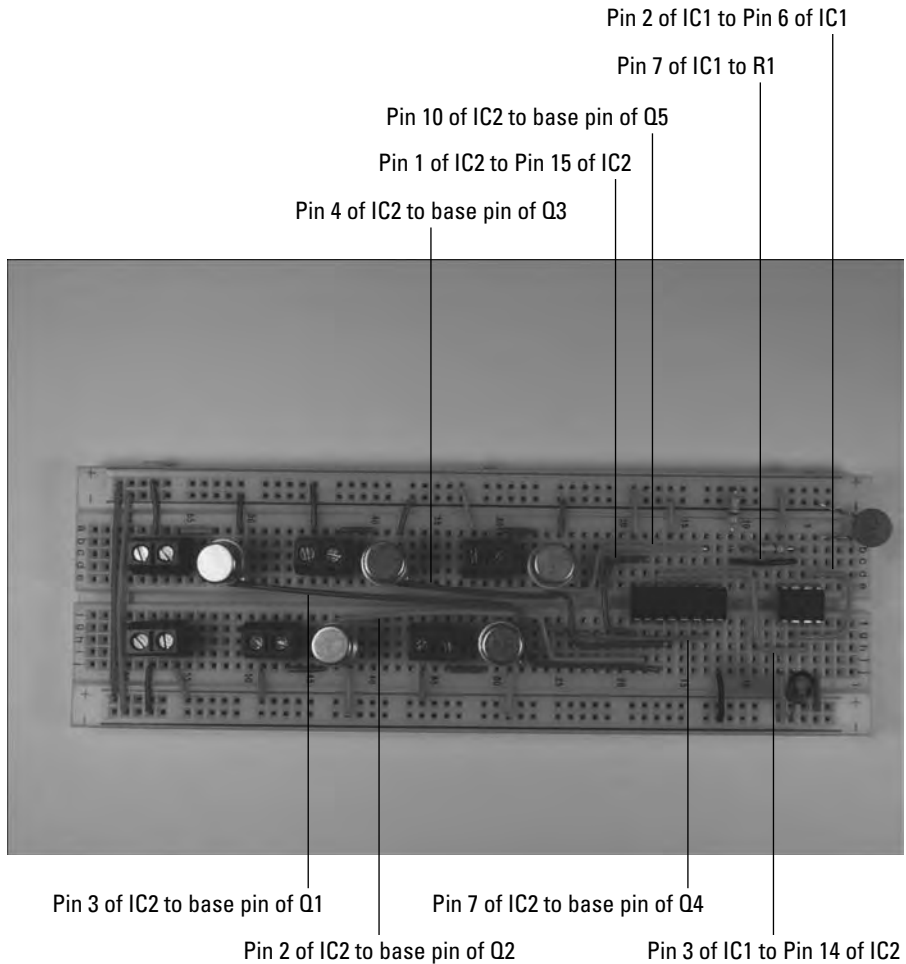 Pin 2 of IC1 to Pin 6 of IC1
Pin 7 of IC1 to R1
Pin 10 of IC2 to base pin of Q5
Pin 1 of IC2 to Pin 15 of IC2
Pin 4 of IC2 to base pin of Q3
Pin 3 of IC2 to base pin of Q1
Pin 7 of IC2 to base pin of Q4
Pin 2 of IC2 to base pin of Q2
Pin 3 of IC1 to Pin 14 of IC2